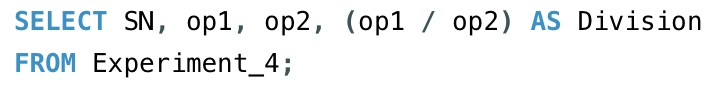 SELECT SN, op1, op2, (op1 / op2) AS Division
FROM Experiment_4;